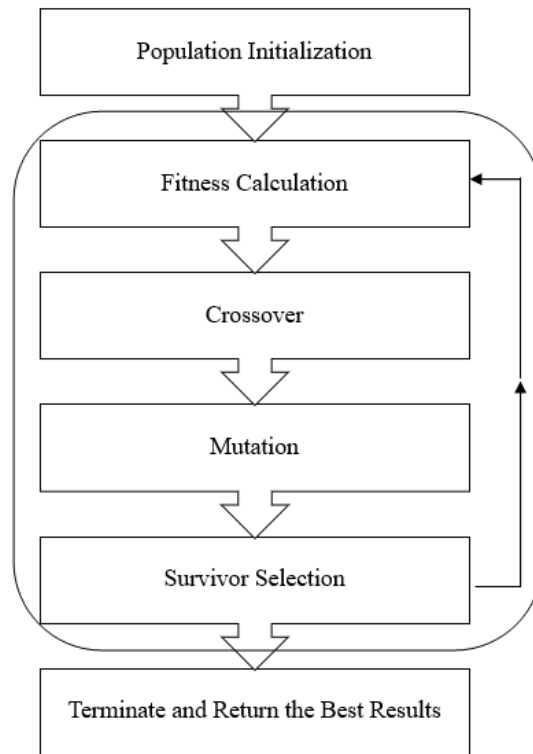 Population Initialization
Fitness Calculation
Crossover
Mutation
Survivor Selection
Terminate and Return the Best Results